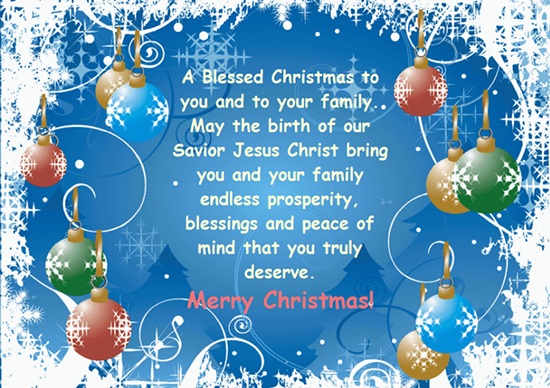 A Blessed Christmas to
you and to your family..
May the birth of our
Savior Jesus Christ bring
you and your family
endless prosperity,
blessings and peace of
mind that you truly
deserve.
Merry Christmas!